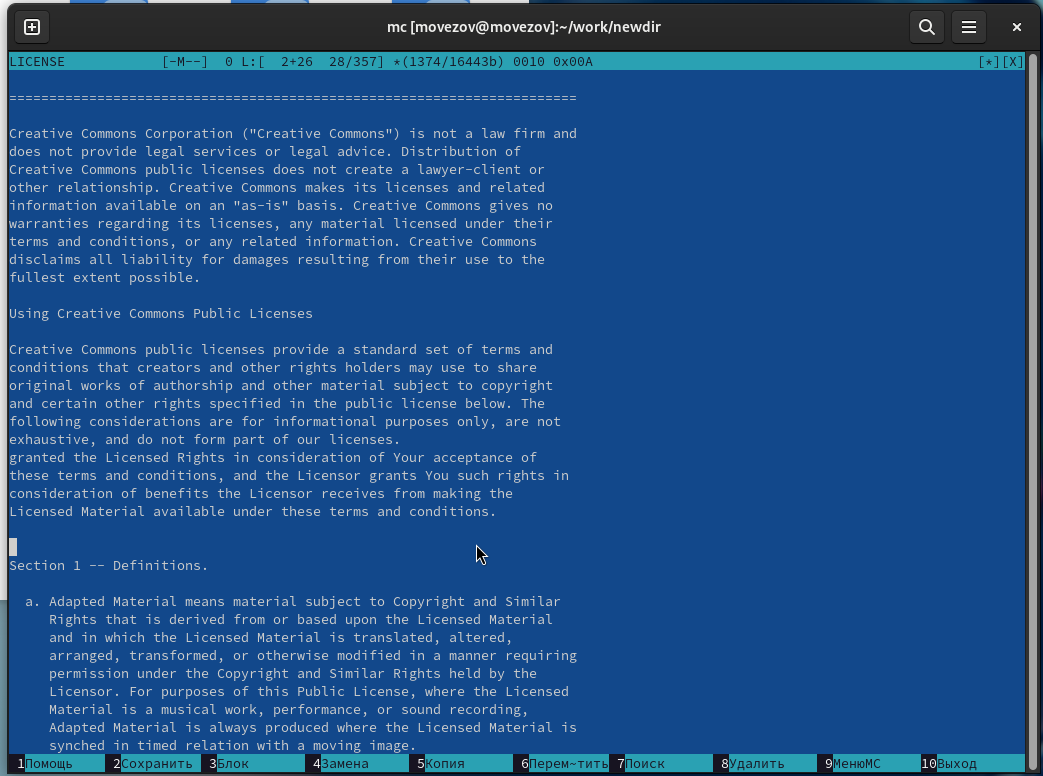 mc [movezov@movezov]:~/work/newdir
LICENSE [-M--] 0 L:[ 2+26 28/357] *(1374/16443b) 0010 0x00A [*][X]
=======================================================================
Creative Commons Corporation ("Creative Commons") is not a law firm and
does not provide legal services or legal advice. Distribution of
Creative Commons public licenses does not create a lawyer-client or
other relationship. Creative Commons makes its licenses and related
information available on an "as-is" basis. Creative Commons gives no
warranties regarding its licenses, any material licensed under their
terms and conditions, or any related information. Creative Commons
disclaims all liability for damages resulting from their use to the
fullest extent possible.
Using Creative Commons Public Licenses
Creative Commons public licenses provide a standard set of terms and
conditions that creators and other rights holders may use to share
original works of authorship and other material subject to copyright
and certain other rights specified in the public license below. The
following considerations are for informational purposes only, are not
exhaustive, and do not form part of our licenses.
granted the Licensed Rights in consideration of Your acceptance of
these terms and conditions, and the Licensor grants You such rights in
consideration of benefits the Licensor receives from making the
Licensed Material available under these terms and conditions.
Section 1 -- Definitions.
a. Adapted Material means material subject to Copyright and Similar
Rights that is derived from or based upon the Licensed Material
and in which the Licensed Material is translated, altered,
arranged, transformed, or otherwise modified in a manner requiring
permission under the Copyright and Similar Rights held by the
Licensor. For purposes of this Public License, where the Licensed
Material is a musical work, performance, or sound recording,
Adapted Material is always produced where the Licensed Material is
synched in timed relation with a moving image.
1Помощь 2Сохранить 3Блок 4Замена 5Копия 6Перем~тить 7Поиск 8Удалить 9МенюМС 10Выход